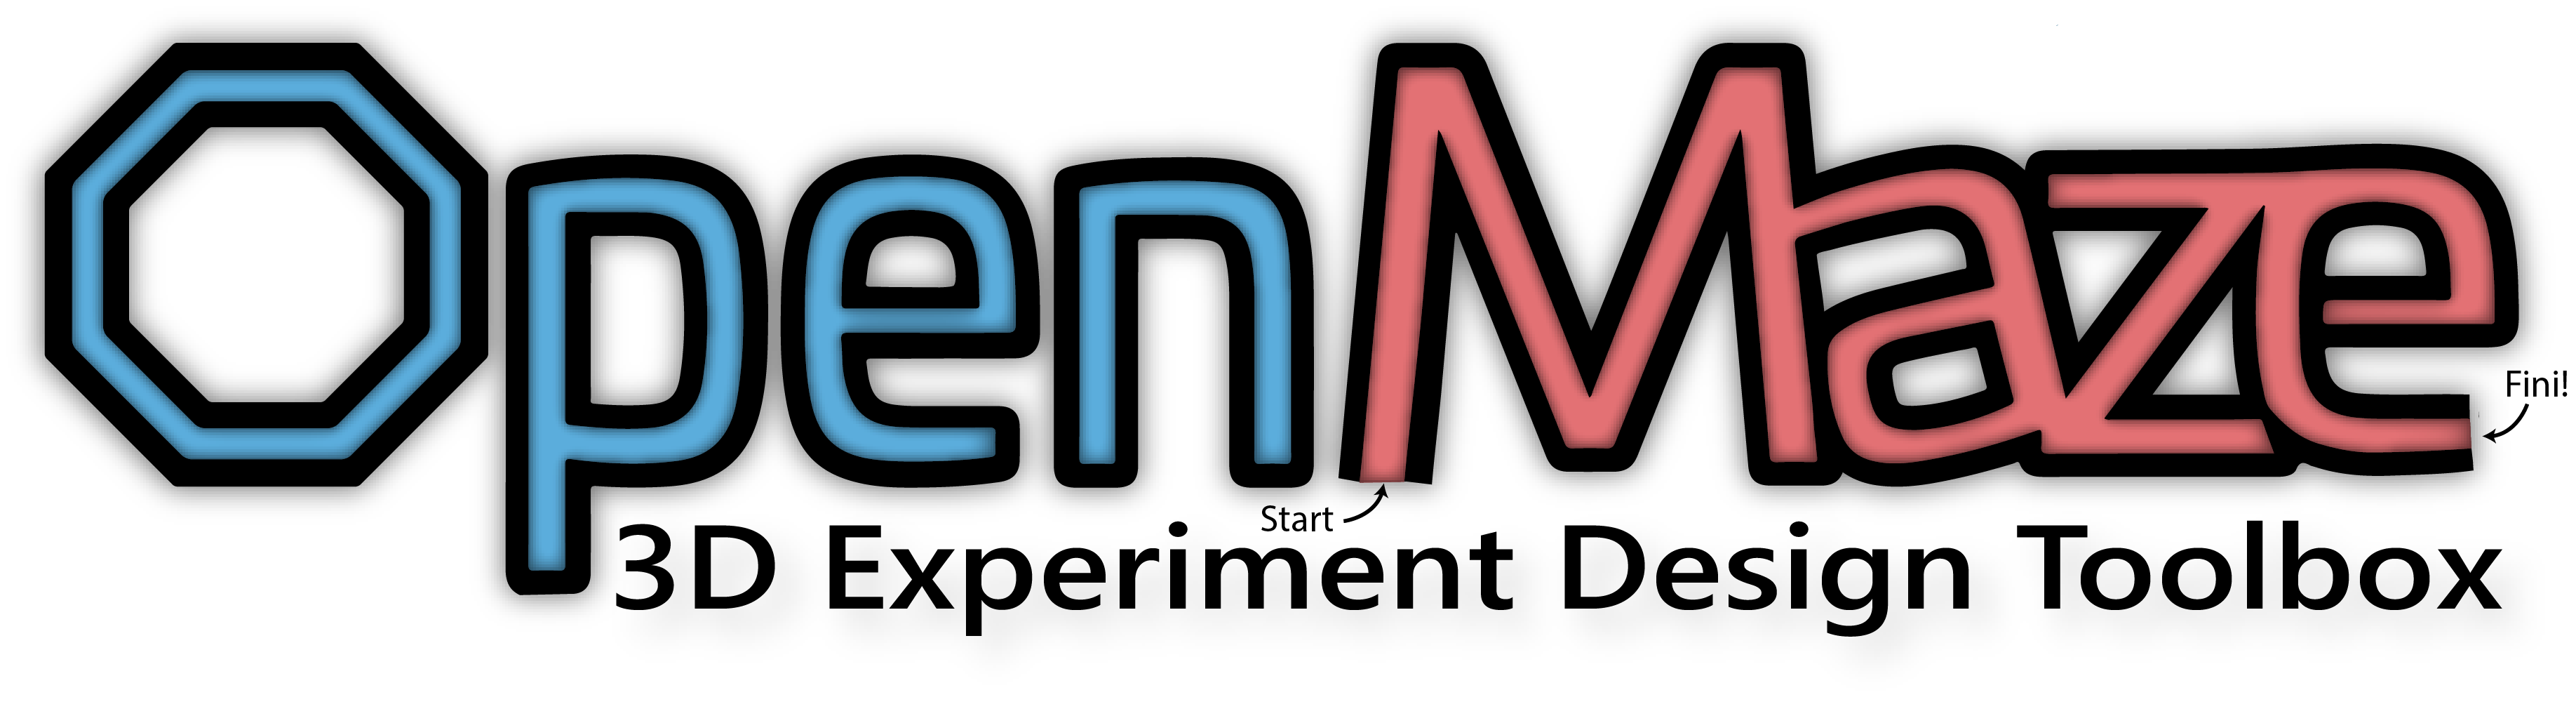 OpenMaze
Fini!
Start
3D Experiment Design Toolbox